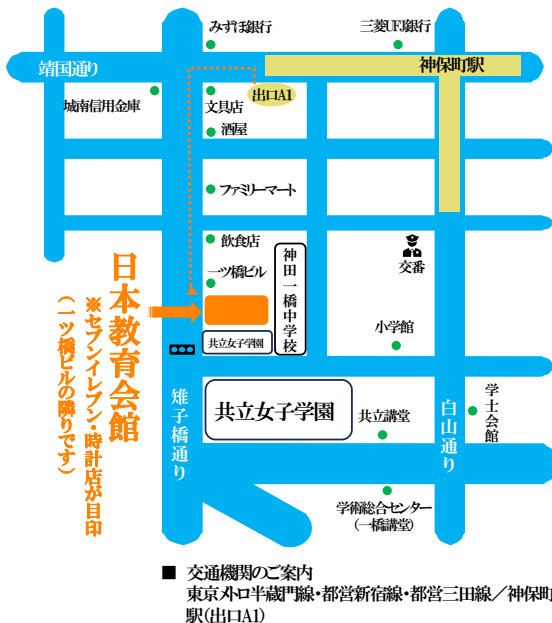 みずほ銀行
三菱UFJ銀行
靖国通り
神保町駅
出口A1
城南信用金庫
文具店
酒屋
ファミリーマート
飲食店
一ツ橋ビル
神田一橋中学校
交番
日本教育会館
※セブンイレブン・時計店が目印
(一ツ橋ビルの隣りです)
共立女子学園
小学館
共立女子学園
共立講堂
雉子橋通り
白山通り
学士会館
学術総合センター
(一橋講堂)
■ 交通機関のご案内
東京メトロ半蔵門線・都営新宿線・都営三田線／神保町
駅(出口A1)